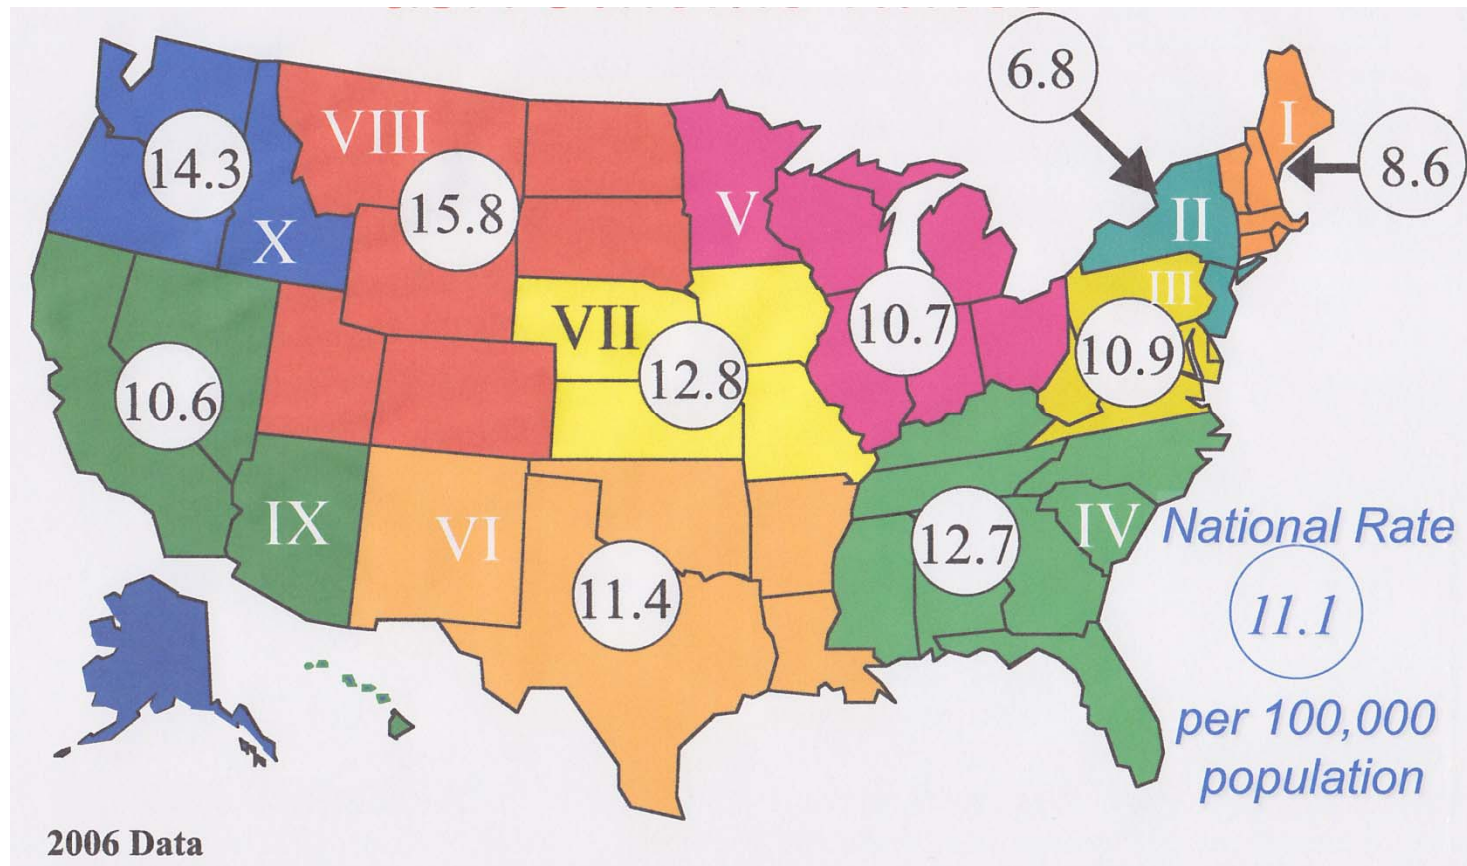 6.8
I
VIII
8.6
14.3
15.8
V
II
X
III
VII
10.7
12.8
10.9
10.6
IX
VI
12.7
IV
National Rate
11.4
11.1
per 100,000
population
2006 Data